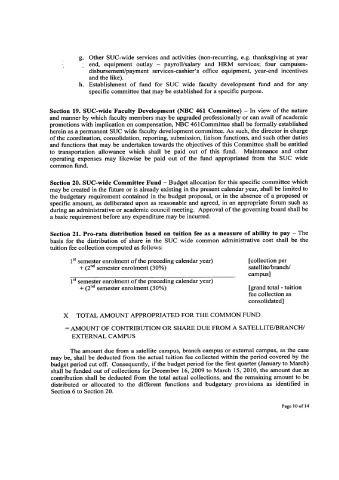 g. Other SUC-wide services and activities (non-recurring, e.g. thanksgiving at year
end, equipment outlay – payroll/salary and HRM services; four campuses-
disbursement/payment services-cashier's office equipment, year-end incentives
and the like).
h. Establishment of fund for SUC wide faculty development fund and for any
specific committee that may be established for a specific purpose.
Section 19. SUC-wide Faculty Development (NBC 461 Committee) – In view of the nature
and manner by which faculty members may be upgraded professionally or can avail of academic
promotions with implication on compensation, NBC 461Committee shall be formally established
herein as a permanent SUC wide faculty development committee. As such, the director in charge
of the coordination, consolidation, reporting, submission, liaison functions, and such other duties
and functions that may be undertaken towards the objectives of this Committee shall be entitled
to transportation allowance which shall be paid out of this fund. Maintenance and other
operating expenses may likewise be paid out of the fund appropriated from the SUC wide
common fund.
Section 20. SUC-wide Committee Fund – Budget allocation for this specific committee which
may be created in the future or is already existing in the present calendar year, shall be limited to
the budgetary requirement contained in the budget proposal, or in the absence of a proposed or
specific amount, as deliberated upon as reasonable and agreed, in an appropriate forum such as
during an administrative or academic council meeting. Approval of the governing board shall be
a basic requirement before any expenditure may be incurred.
Section 21. Pro-rata distribution based on tuition fee as a measure of ability to pay – The
basis for the distribution of share in the SUC wide common administrative cost shall be the
tuition fee collection computed as follows:
1st semester enrolment of the preceding calendar year) [collection per
+ (2nd semester enrolment (50%) satellite/branch/
campus]
1st semester enrolment of the preceding calendar year)
+ (2nd semester enrolment (50%) [grand total - tuition
fee collection as
consolidated]
X TOTAL AMOUNT APPROPRIATED FOR THE COMMON FUND
= AMOUNT OF CONTRIBUTION OR SHARE DUE FROM A SATELLITE/BRANCH/
EXTERNAL CAMPUS
The amount due from a satellite campus, branch campus or external campus, as the case
may be, shall be deducted from the actual tuition fee collected within the period covered by the
budget period cut off. Consequently, if the budget period for the first quarter (January to March)
shall be funded out of collections for December 16, 2009 to March 15, 2010, the amount due as
contribution shall be deducted from the total actual collections, and the remaining amount to be
distributed or allocated to the different functions and budgetary provisions as identified in
Section 6 to Section 20.
Page 10 of 14